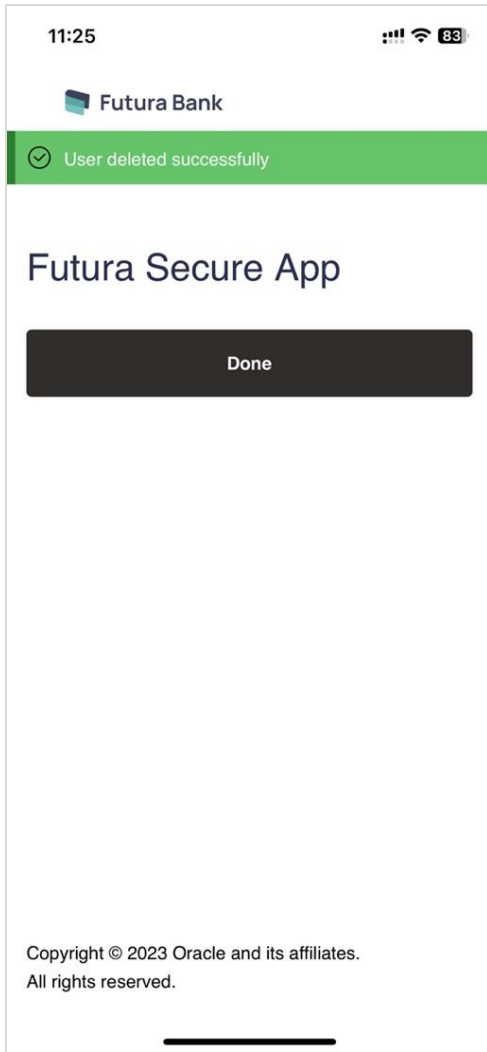 11:25
83
Futura Bank
User deleted successfully
Futura Secure App
Done
Copyright © 2023 Oracle and its affiliates.
All rights reserved.